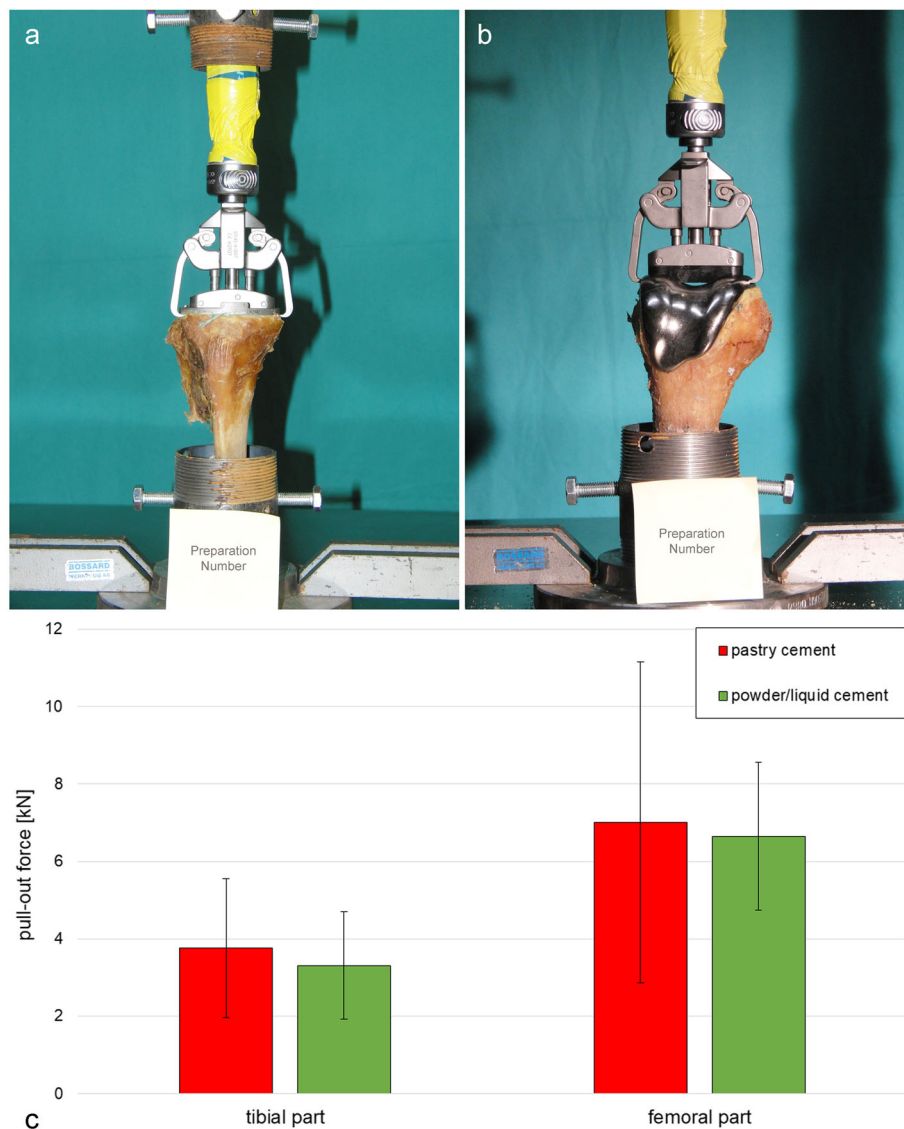 a
b
Preparation
Number
BOSSARD
Preparation
Number
12
pastry cement
powder/liquid cement
10
8
6
4
2
0
pull-out force [kN]
tibial part
femoral part
c